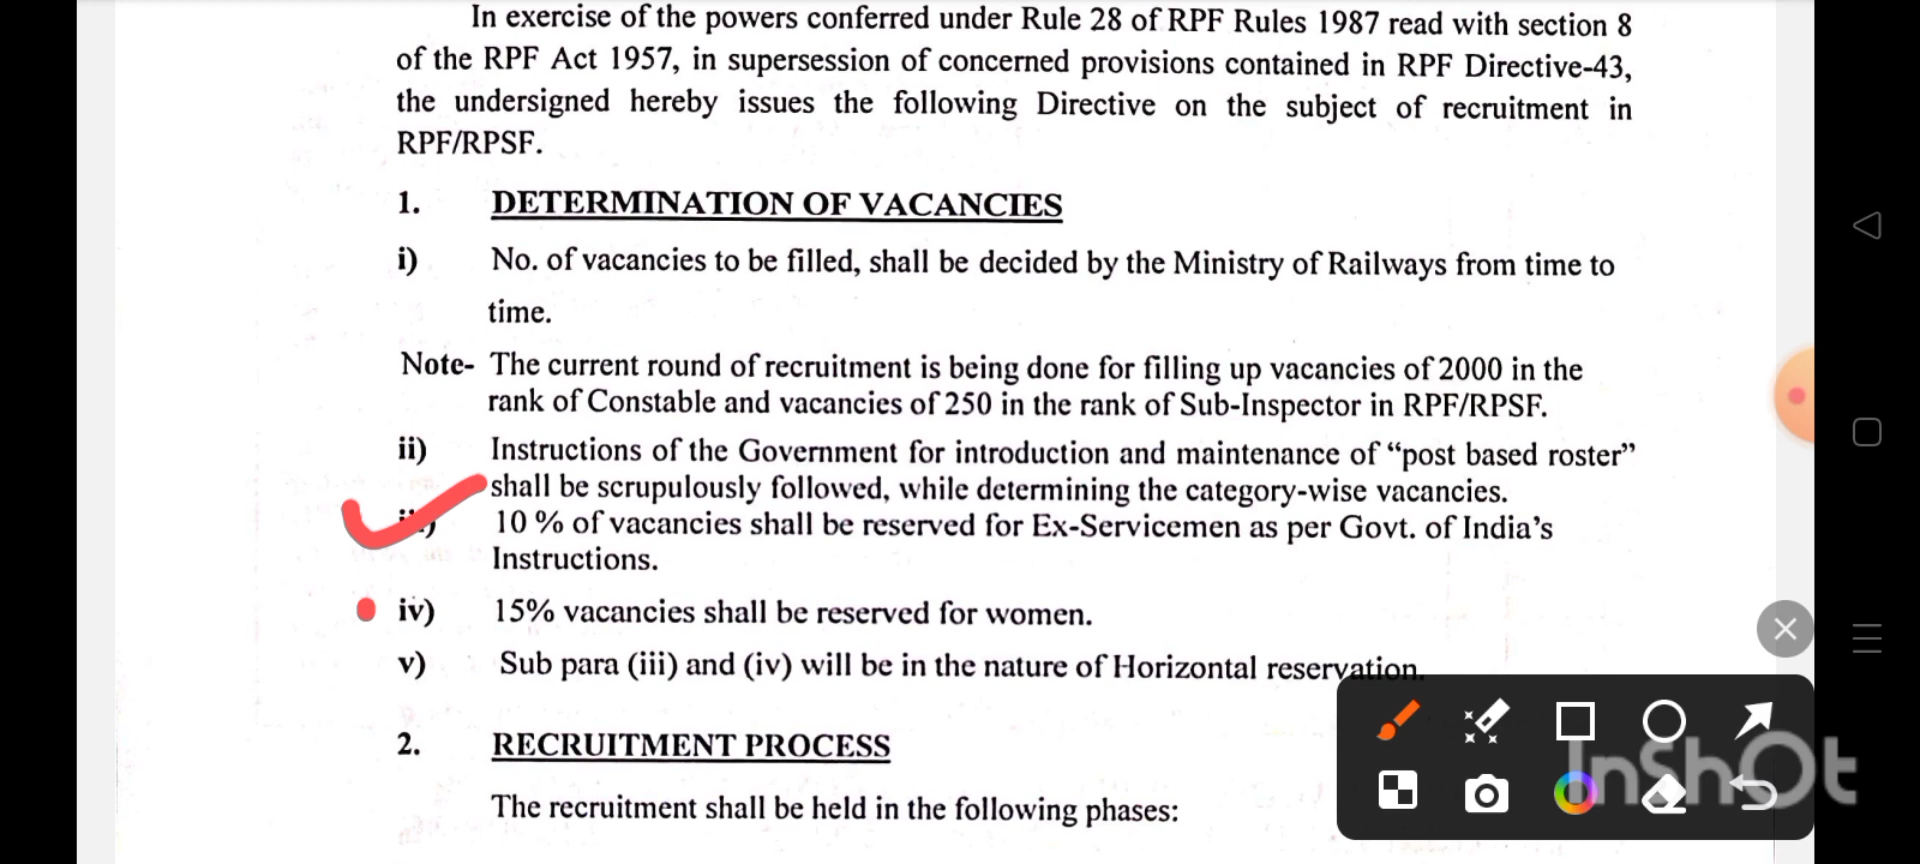 In exercise of the powers conferred under Rule 28 of RPF Rules 1987 read with section 8
of the RPF Act 1957, in supersession of concerned provisions contained in RPF Directive-43,
the undersigned hereby issues the following Directive on the subject of recruitment in
RPF/RPSF.
1. DETERMINATION OF VACANCIES
i) No. of vacancies to be filled, shall be decided by the Ministry of Railways from time to
time.
Note- The current round of recruitment is being done for filling up vacancies of 2000 in the
rank of Constable and vacancies of 250 in the rank of Sub-Inspector in RPF/RPSF.
ii) Instructions of the Government for introduction and maintenance of “post based roster”
shall be scrupulously followed, while determining the category-wise vacancies.
10 % of vacancies shall be reserved for Ex-Servicemen as per Govt. of India’s
Instructions.
iv) 15% vacancies shall be reserved for women.
v) Sub para (iii) and (iv) will be in the nature of Horizontal reservation.
2. RECRUITMENT PROCESS
The recruitment shall be held in the following phases:
InShOt